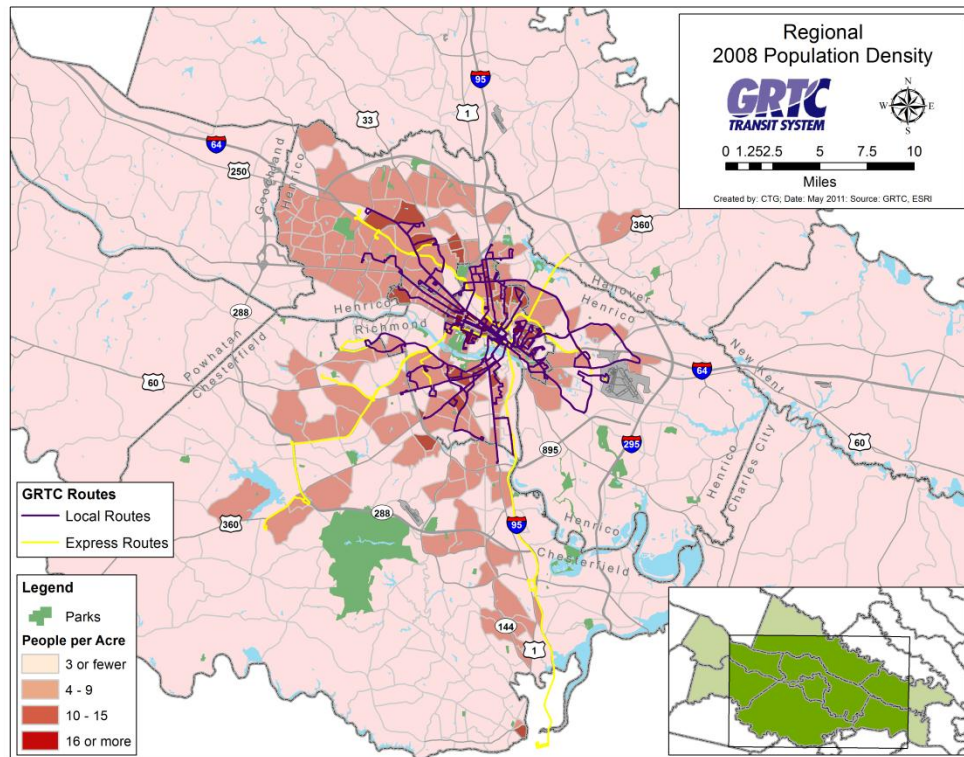 Regional
2008 Population Density
GRTC
TRANSIT SYSTEM
N
W E
S
0 1.25 2.5 5 7.5 10
Miles
Created by: CTG; Date: May 2011: Source: GRTC, ESRI
95
1
33
64
250
Goochland
Henrico
360
Hanover
Henrico
288
Henrico
Richmond
Powhatan
Chesterfield
60
64
New Kent
895
295
60
Henrico
Charles City
GRTC Routes
Local Routes
Express Routes
360
288
95
Henrico
Chesterfield
144
1
Legend
Parks
People per Acre
3 or fewer
4 - 9
10 - 15
16 or more